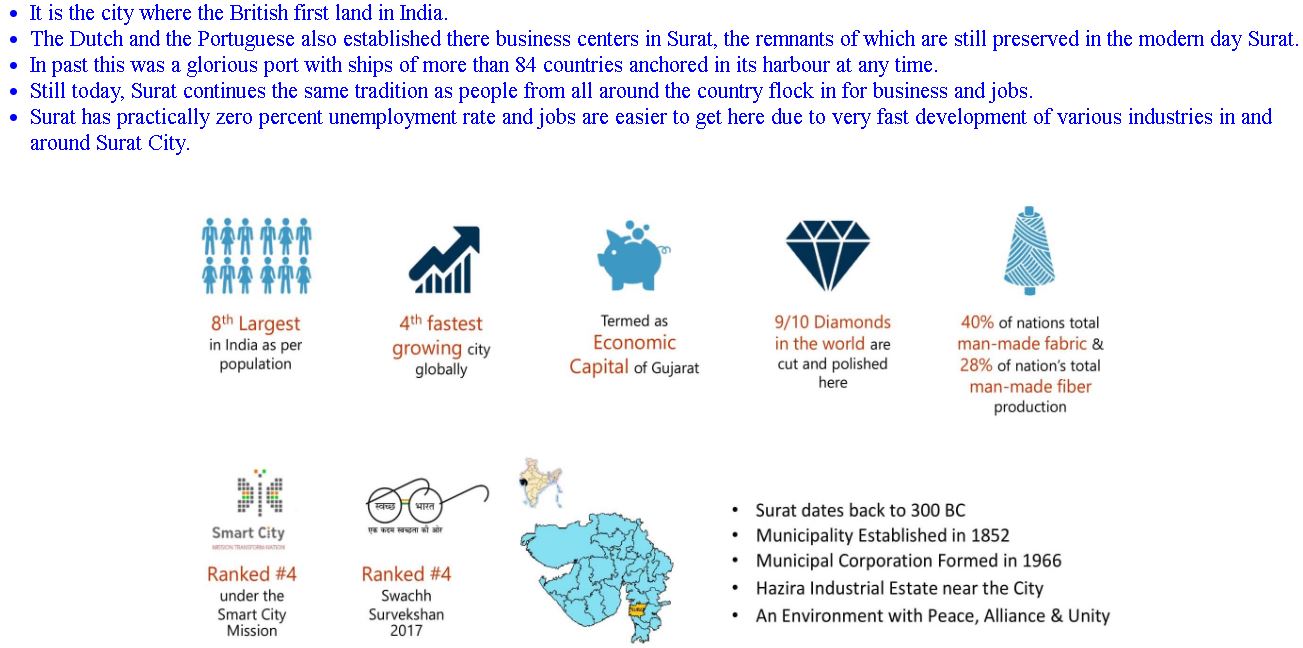 It is the city where the British first land in India.
The Dutch and the Portuguese also established there business centers in Surat, the remnants of which are still preserved in the modern day Surat.
In past this was a glorious port with ships of more than 84 countries anchored in its harbour at any time.
Still today, Surat continues the same tradition as people from all around the country flock in for business and jobs.
Surat has practically zero percent unemployment rate and jobs are easier to get here due to very fast development of various industries in and
around Surat City.
8th Largest
in India as per
population
4th fastest
growing city
globally
Termed as
Economic
Capital of Gujarat
9/10 Diamonds
in the world are
cut and polished
here
40% of nations total
man-made fabric &
28% of nation's total
man-made fiber
production
Smart City
MISSION TRANSFORM-NATION
Ranked #4
under the
Smart City
Mission
स्वच्छ भारत
एक कदम स्वच्छता की ओर
Ranked #4
Swachh
Survekshan
2017
Surat
• Surat dates back to 300 BC
• Municipality Established in 1852
• Municipal Corporation Formed in 1966
• Hazira Industrial Estate near the City
• An Environment with Peace, Alliance & Unity